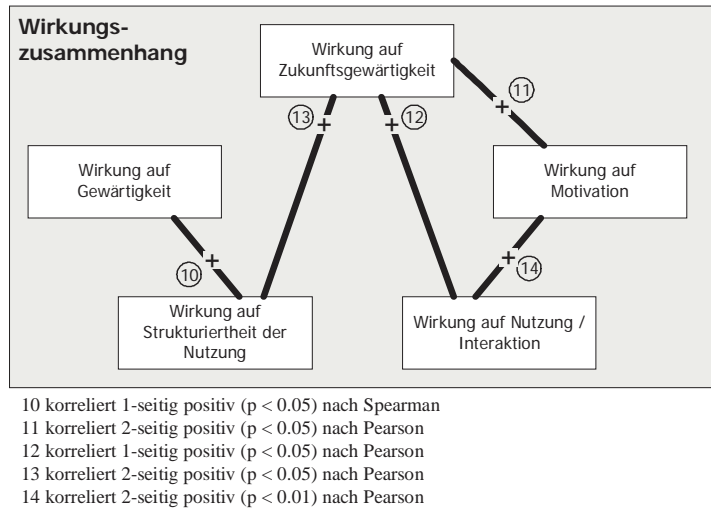 Wirkungs-
zusammenhang
Wirkung auf
Zukunftsgewärtigkeit
11
13
12
Wirkung auf
Gewärtigkeit
Wirkung auf
Motivation
10
14
Wirkung auf
Strukturiertheit der
Nutzung
Wirkung auf Nutzung /
Interaktion
10 korreliert 1-seitig positiv (p < 0.05) nach Spearman
11 korreliert 2-seitig positiv (p < 0.05) nach Pearson
12 korreliert 1-seitig positiv (p < 0.05) nach Pearson
13 korreliert 2-seitig positiv (p < 0.05) nach Pearson
14 korreliert 2-seitig positiv (p < 0.01) nach Pearson